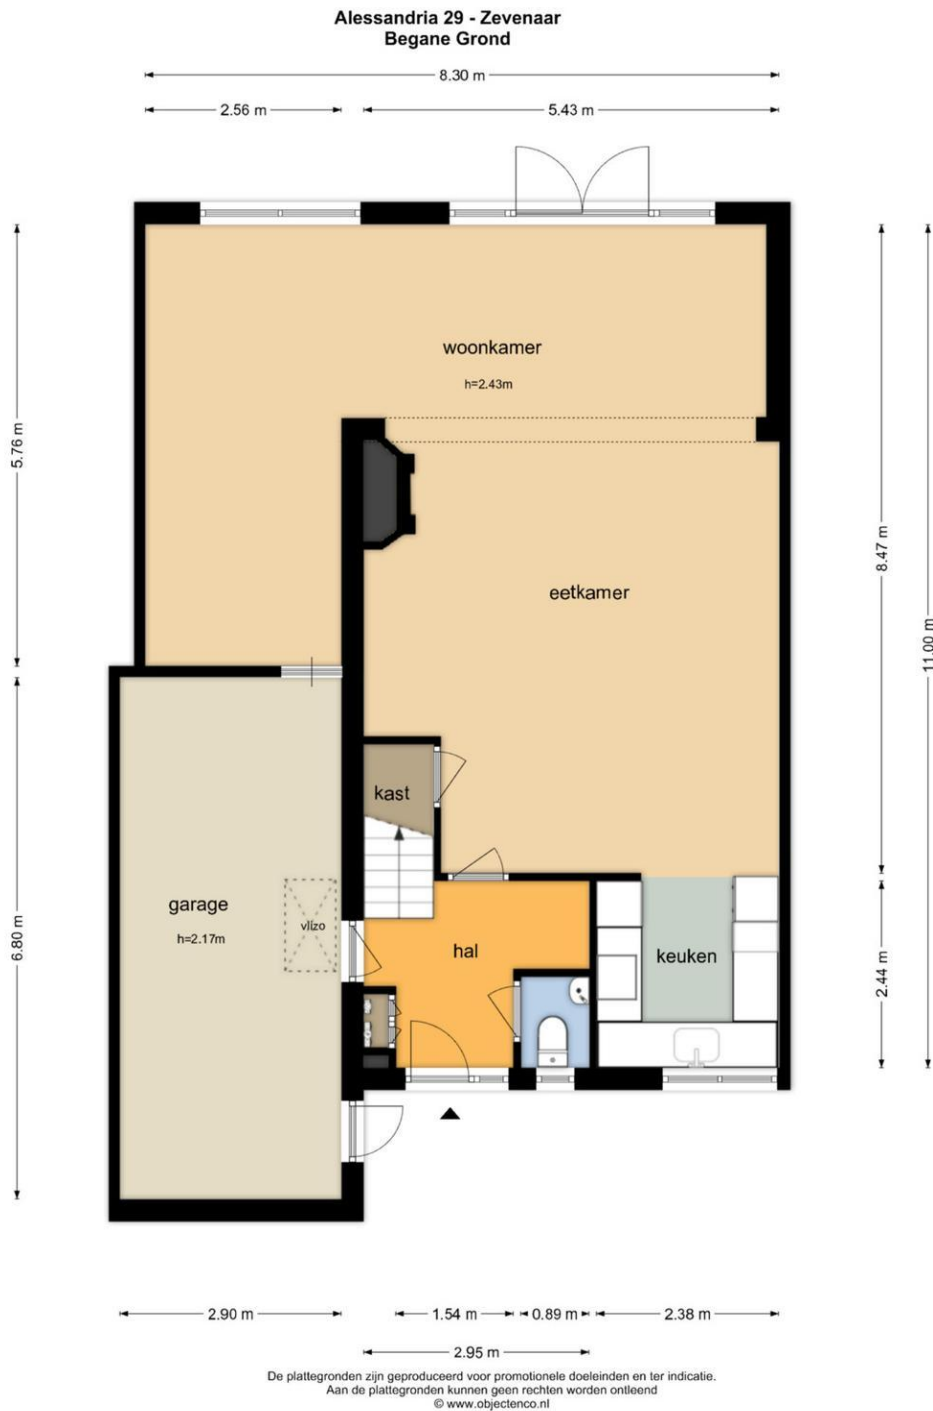 Alessandria 29 - Zevenaar
Begane Grond
8.30 m
2.56 m
5.43 m
woonkamer
h=2.43m
5.76 m
8.47 m
11.00 m
eetkamer
kast
garage
h=2.17m
vlizo
hal
keuken
6.80 m
2.44 m
2.90 m
1.54 m
0.89 m
2.38 m
2.95 m
De plattegronden zijn geproduceerd voor promotionele doeleinden en ter indicatie.
Aan de plattegronden kunnen geen rechten worden ontleend
© www.objectenco.nl